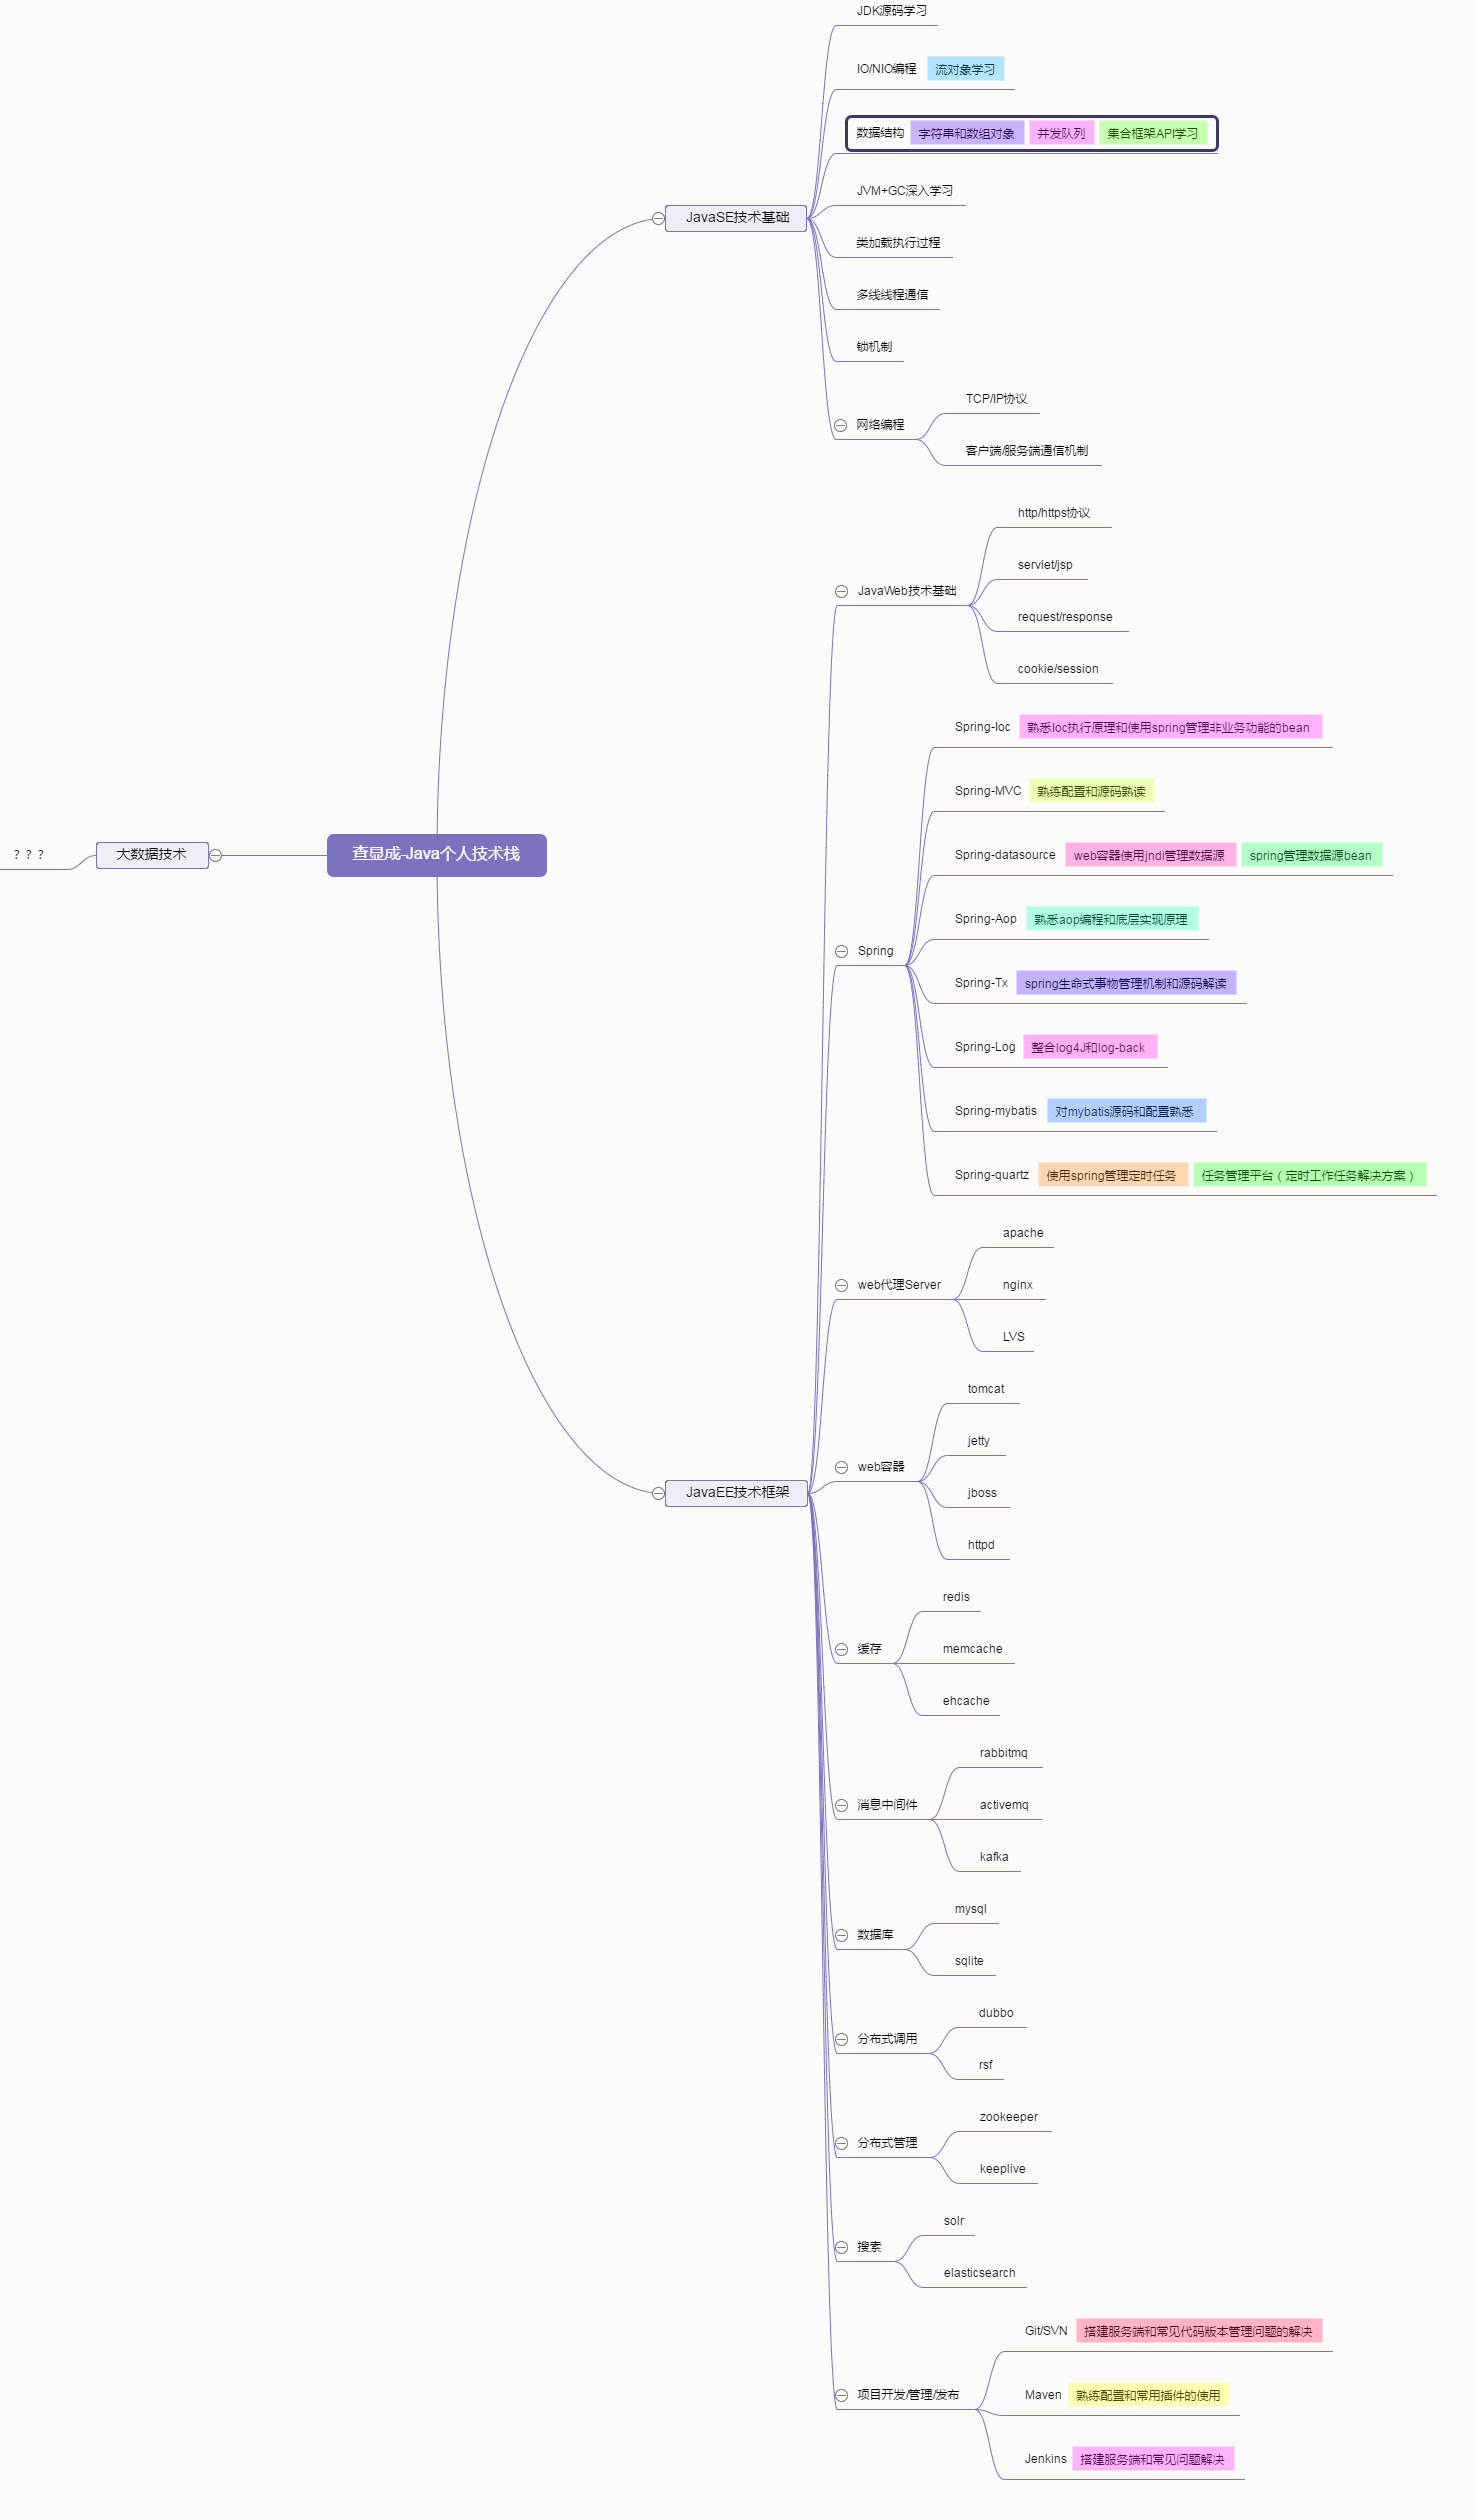 JDK源码学习
IO/NIO编程 流对象学习
数据结构 字符串和数组对象 并发队列 集合框架API学习
JVM+GC深入学习
JavaSE技术基础
类加载执行过程
多线线程通信
锁机制
TCP/IP协议
网络编程
客户端/服务端通信机制
http/https协议
servlet/jsp
JavaWeb技术基础
request/response
cookie/session
Spring-Ioc 熟悉Ioc执行原理和使用spring管理非业务功能的bean
Spring-MVC 熟练配置和源码熟读
Spring-datasource web容器使用jndi管理数据源 spring管理数据源bean
？？？ 大数据技术 查显成-Java个人技术栈
Spring-Aop 熟悉aop编程和底层实现原理
Spring
Spring-Tx spring生命式事物管理机制和源码解读
Spring-Log 整合log4J和log-back
Spring-mybatis 对mybatis源码和配置熟悉
Spring-quartz 使用spring管理定时任务 任务管理平台（定时工作任务解决方案）
apache
web代理Server
nginx
LVS
tomcat
jetty
web容器
JavaEE技术框架
jboss
httpd
redis
缓存
memcache
ehcache
rabbitmq
消息中间件
activemq
kafka
mysql
数据库
sqlite
dubbo
分布式调用
rsf
zookeeper
分布式管理
keeplive
solr
搜索
elasticsearch
Git/SVN 搭建服务端和常见代码版本管理问题的解决
项目开发/管理/发布
Maven 熟练配置和常用插件的使用
Jenkins 搭建服务端和常见问题解决